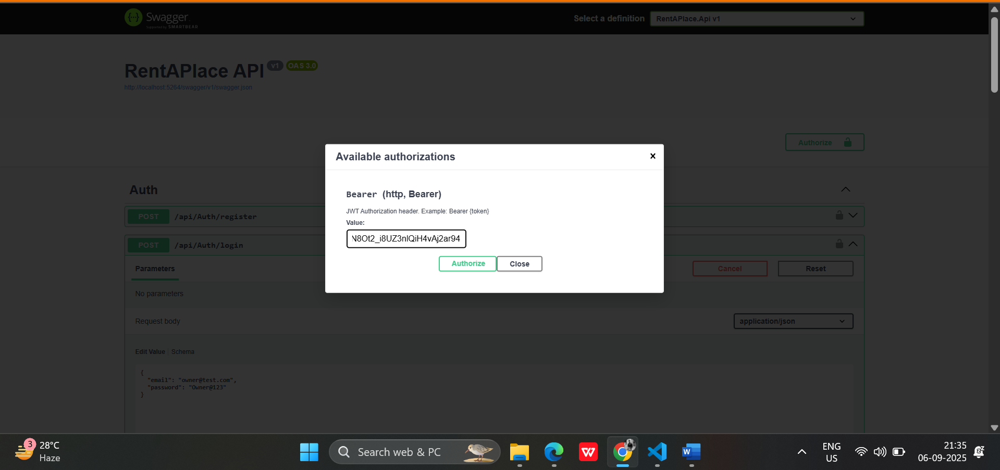 Swagger
Supported by SMARTBEAR
Select a definition
RentAPlace.Api v1
RentAPlace API
v1
OAS 3.0
http://localhost:5264/swagger/v1/swagger.json
Authorize
Available authorizations
Bearer (http, Bearer)
JWT Authorization header. Example: Bearer {token}
Value:
N8Ot2_i8UZ3nlQiH4vAj2ar94
Authorize
Close
Auth
POST /api/Auth/register
POST /api/Auth/login
Parameters
Cancel
Reset
No parameters
Request body
application/json
Edit Value | Schema
{
"email": "owner@test.com",
"password": "Owner@123"
}
3
28°C
Haze
Search web & PC
W
W
ENG
US
21:35
06-09-2025